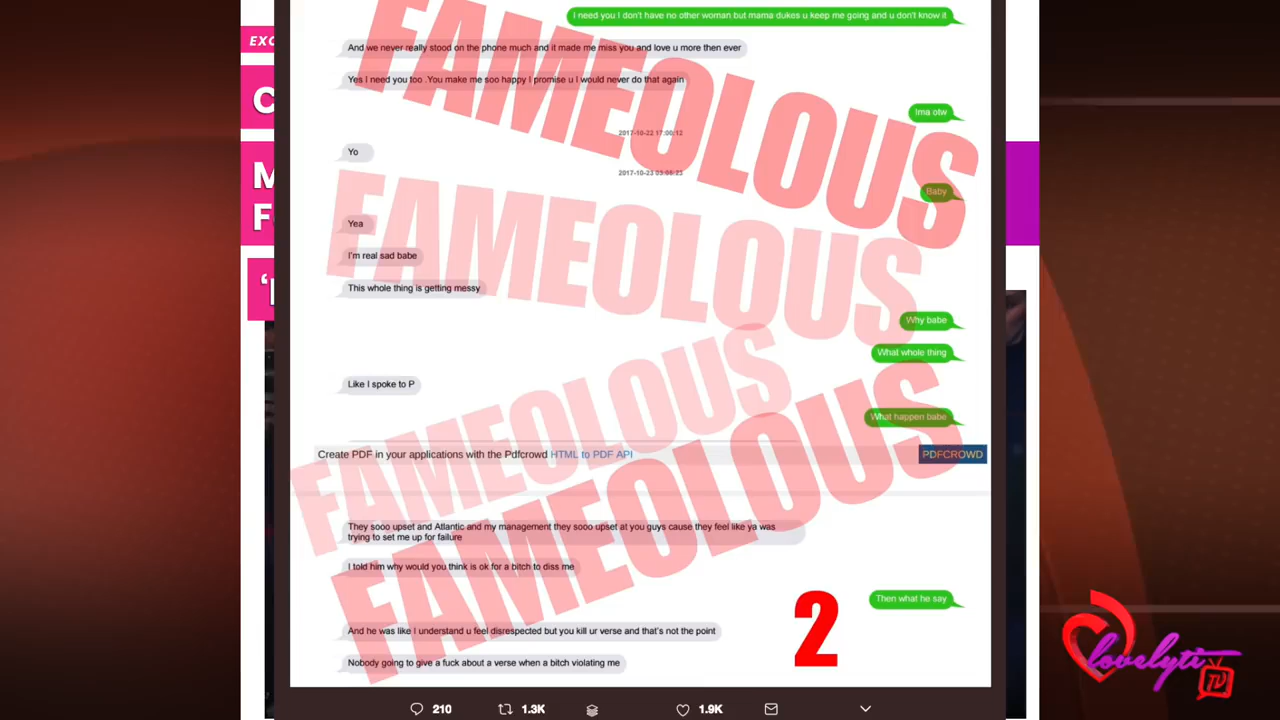 I need you I don't have no other woman but mama dukes u keep me going and u don't know it
EXC
And we never really stood on the phone much and it made me miss you and love u more then ever
Yes I need you too .You make me soo happy I promise u I would never do that again
C
Ima otw
2017-10-22 17:00:12
Yo
2017-10-23 03:66:23
M
Baby
F
Yea
I'm real sad babe
This whole thing is getting messy
Why babe
What whole thing
Like I spoke to P
What happen babe
Create PDF in your applications with the Pdfcrowd HTML to PDF API
PDFCROWD
They sooo upset and Atlantic and my management they sooo upset at you guys cause they feel like ya was
trying to set me up for failure
I told him why would you think is ok for a bitch to diss me
Then what he say
And he was like I understand u feel disrespected but you kill ur verse and that's not the point
Nobody going to give a fuck about a verse when a bitch violating me
FAMEOLOUS
FAMEOLOUS
FAMEOLOUS
FAMEOLOUS
2
210
1.3K
1.9K
lovelyti
TV